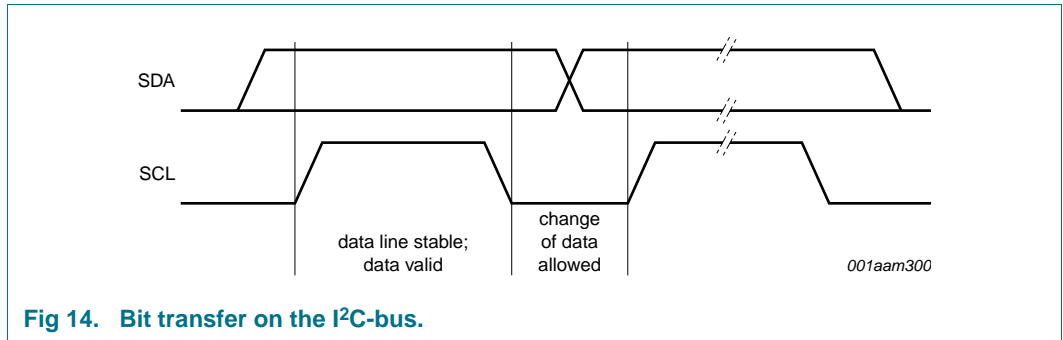 SDA
SCL
data line stable;
data valid
change
of data
allowed
001aam300
Fig 14. Bit transfer on the I²C-bus.